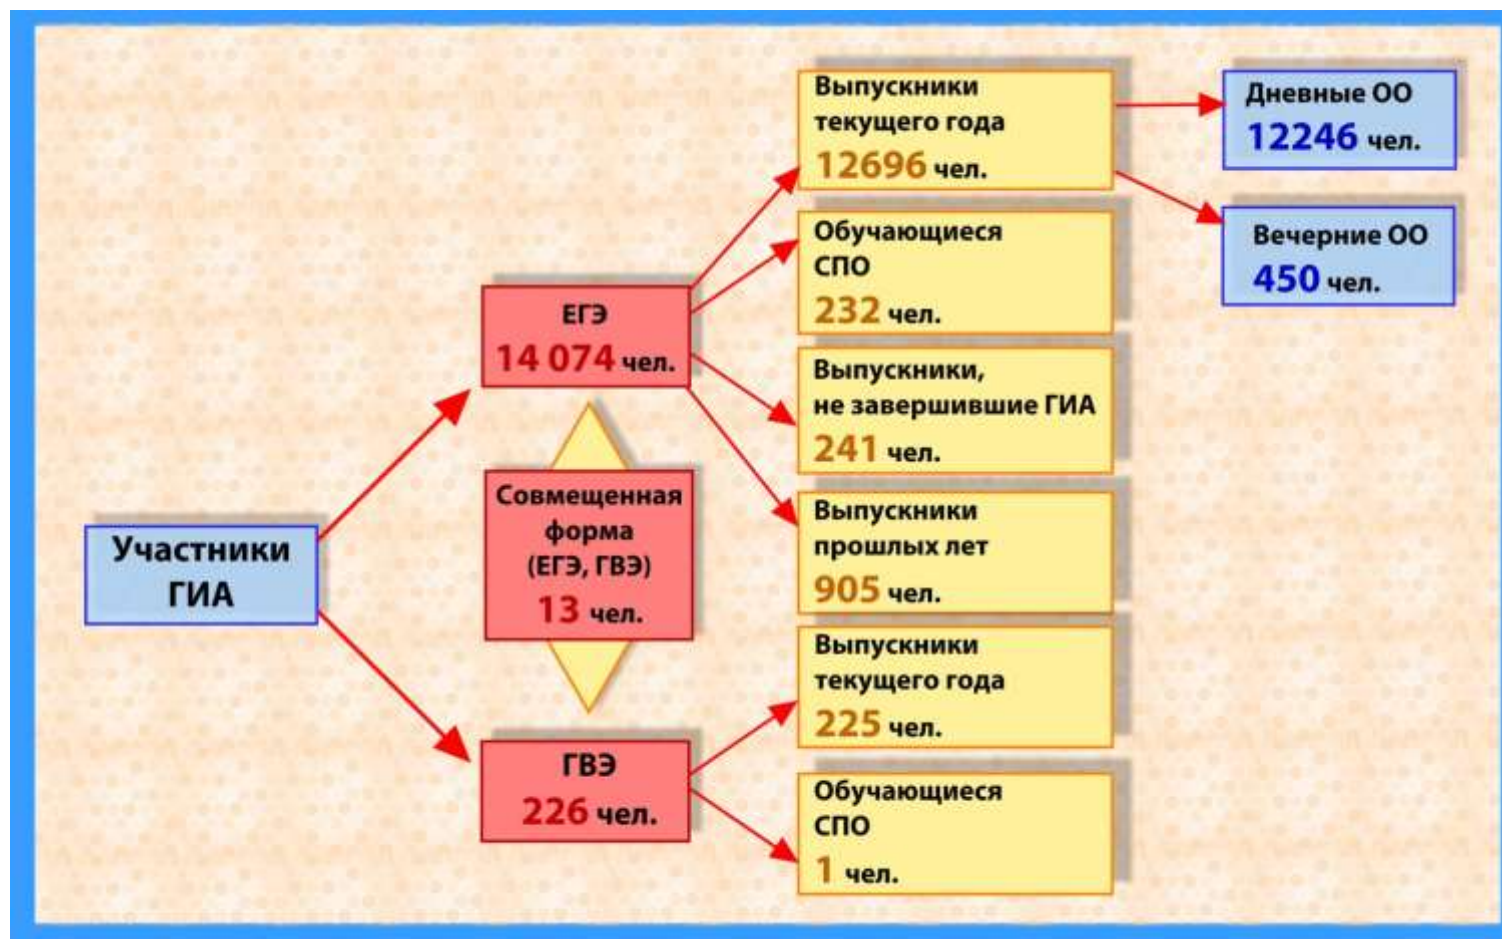 Участники
ГИА
ЕГЭ
14 074 чел.
Совмещенная
форма
(ЕГЭ, ГВЭ)
13 чел.
ГВЭ
226 чел.
Выпускники
текущего года
12696 чел.
Обучающиеся
СПО
232 чел.
Выпускники,
не завершившие ГИА
241 чел.
Выпускники
прошлых лет
905 чел.
Выпускники
текущего года
225 чел.
Обучающиеся
СПО
1 чел.
Дневные ОО
12246 чел.
Вечерние ОО
450 чел.